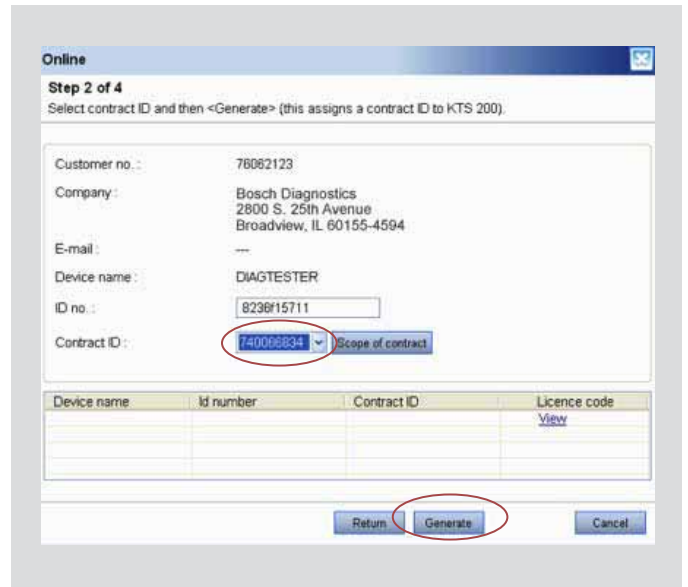 Online
Step 2 of 4
Select contract ID and then <Generate> (this assigns a contract ID to KTS 200).
Customer no. : 76062123
Company : Bosch Diagnostics
2800 S. 25th Avenue
Broadview, IL 60155-4594
E-mail : ---
Device name : DIAGTESTER
ID no. : 8236f15711
Contract ID : 740066834 Scope of contract
Device name Id number Contract ID Licence code
View
Return Generate Cancel